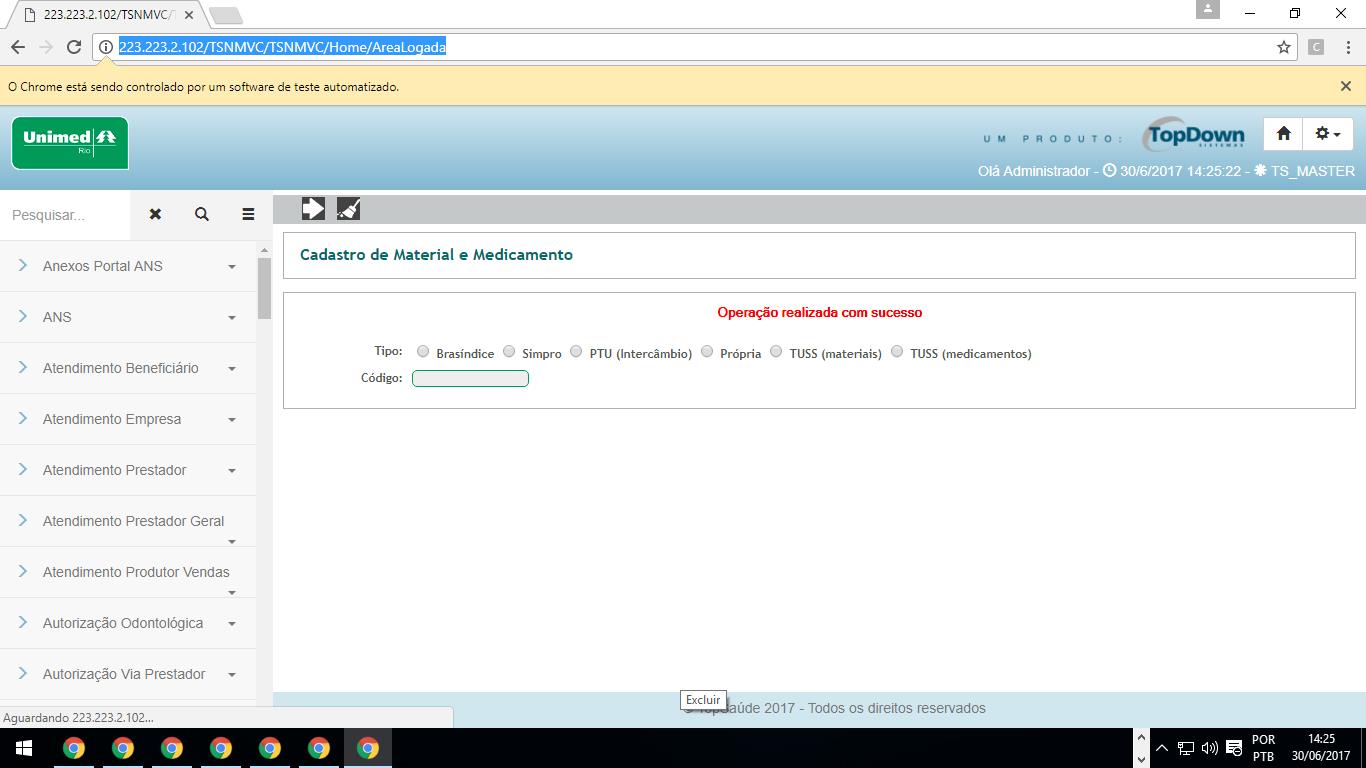 223.223.2.102/TSNMVC/T
223.223.2.102/TSNMVC/TSNMVC/Home/AreaLogada
C
O Chrome está sendo controlado por um software de teste automatizado.
Unimed
Rio
UM PRODUTO:
TopDown
SISTEMAS
Olá Administrador - 30/6/2017 14:25:22 - TS_MASTER
Pesquisar...
Cadastro de Material e Medicamento
Anexos Portal ANS
Operação realizada com sucesso
ANS
Tipo: Brasíndice Simpro PTU (Intercâmbio) Própria TUSS (materiais) TUSS (medicamentos)
Atendimento Beneficiário
Código:
Atendimento Empresa
Atendimento Prestador
Atendimento Prestador Geral
Atendimento Produtor Vendas
Autorização Odontológica
Autorização Via Prestador
Excluir
© TopSaúde 2017 - Todos os direitos reservados
Aguardando 223.223.2.102...
POR
PTB
14:25
30/06/2017